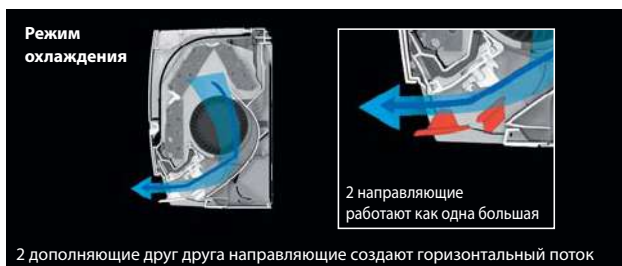 Режим
охлаждения
2 направляющие
работают как одна большая
2 дополняющие друг друга направляющие создают горизонтальный поток